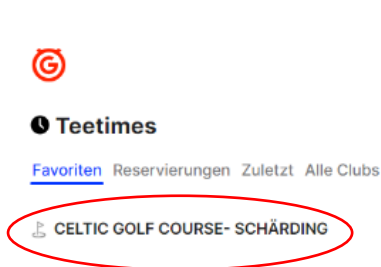 Teetimes
Favoriten Reservierungen Zuletzt Alle Clubs
CELTIC GOLF COURSE- SCHÄRDING